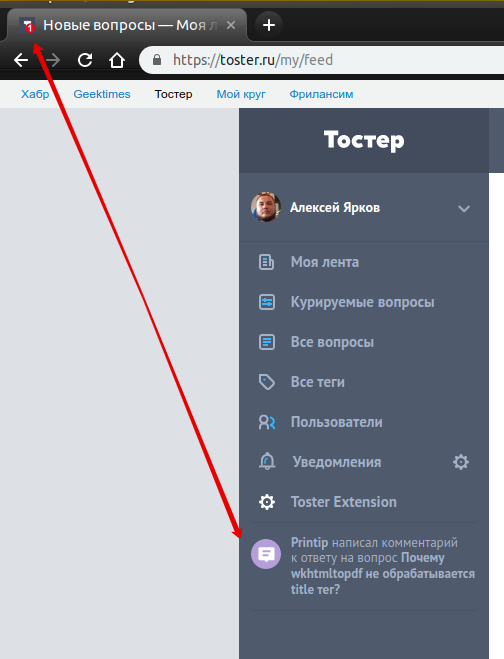 1
Новые вопросы — Моя л
https://toster.ru/my/feed
Хабр Geektimes Тостер Мой круг Фрилансим
Тостер
Алексей Ярков
Моя лента
Курируемые вопросы
Все вопросы
Все теги
Пользователи
Уведомления
Toster Extension
Printip написал комментарий
к ответу на вопрос Почему
wkhtmltopdf не обрабатывается
title тег?